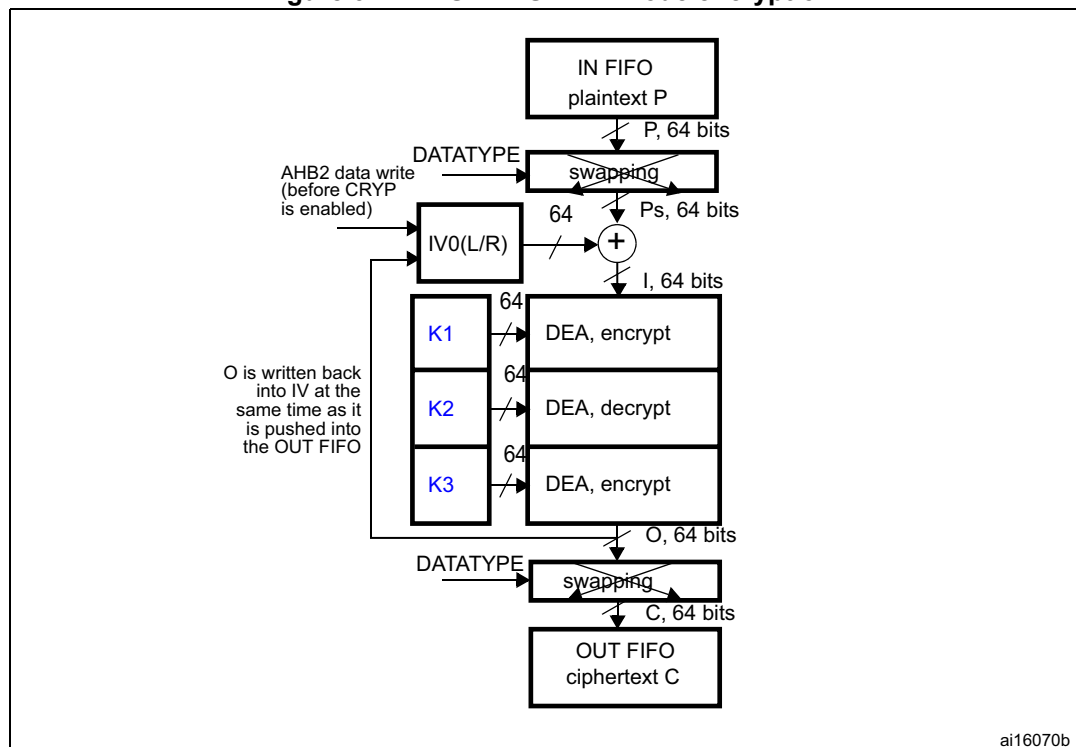 IN FIFO
plaintext P
P, 64 bits
DATATYPE
swapping
AHB2 data write
(before CRYP
is enabled)
Ps, 64 bits
64
IV0(L/R)
+
I, 64 bits
64
K1
DEA, encrypt
64
K2
DEA, decrypt
O is written back
into IV at the
same time as it
is pushed into
the OUT FIFO
64
K3
DEA, encrypt
O, 64 bits
DATATYPE
swapping
C, 64 bits
OUT FIFO
ciphertext C
ai16070b